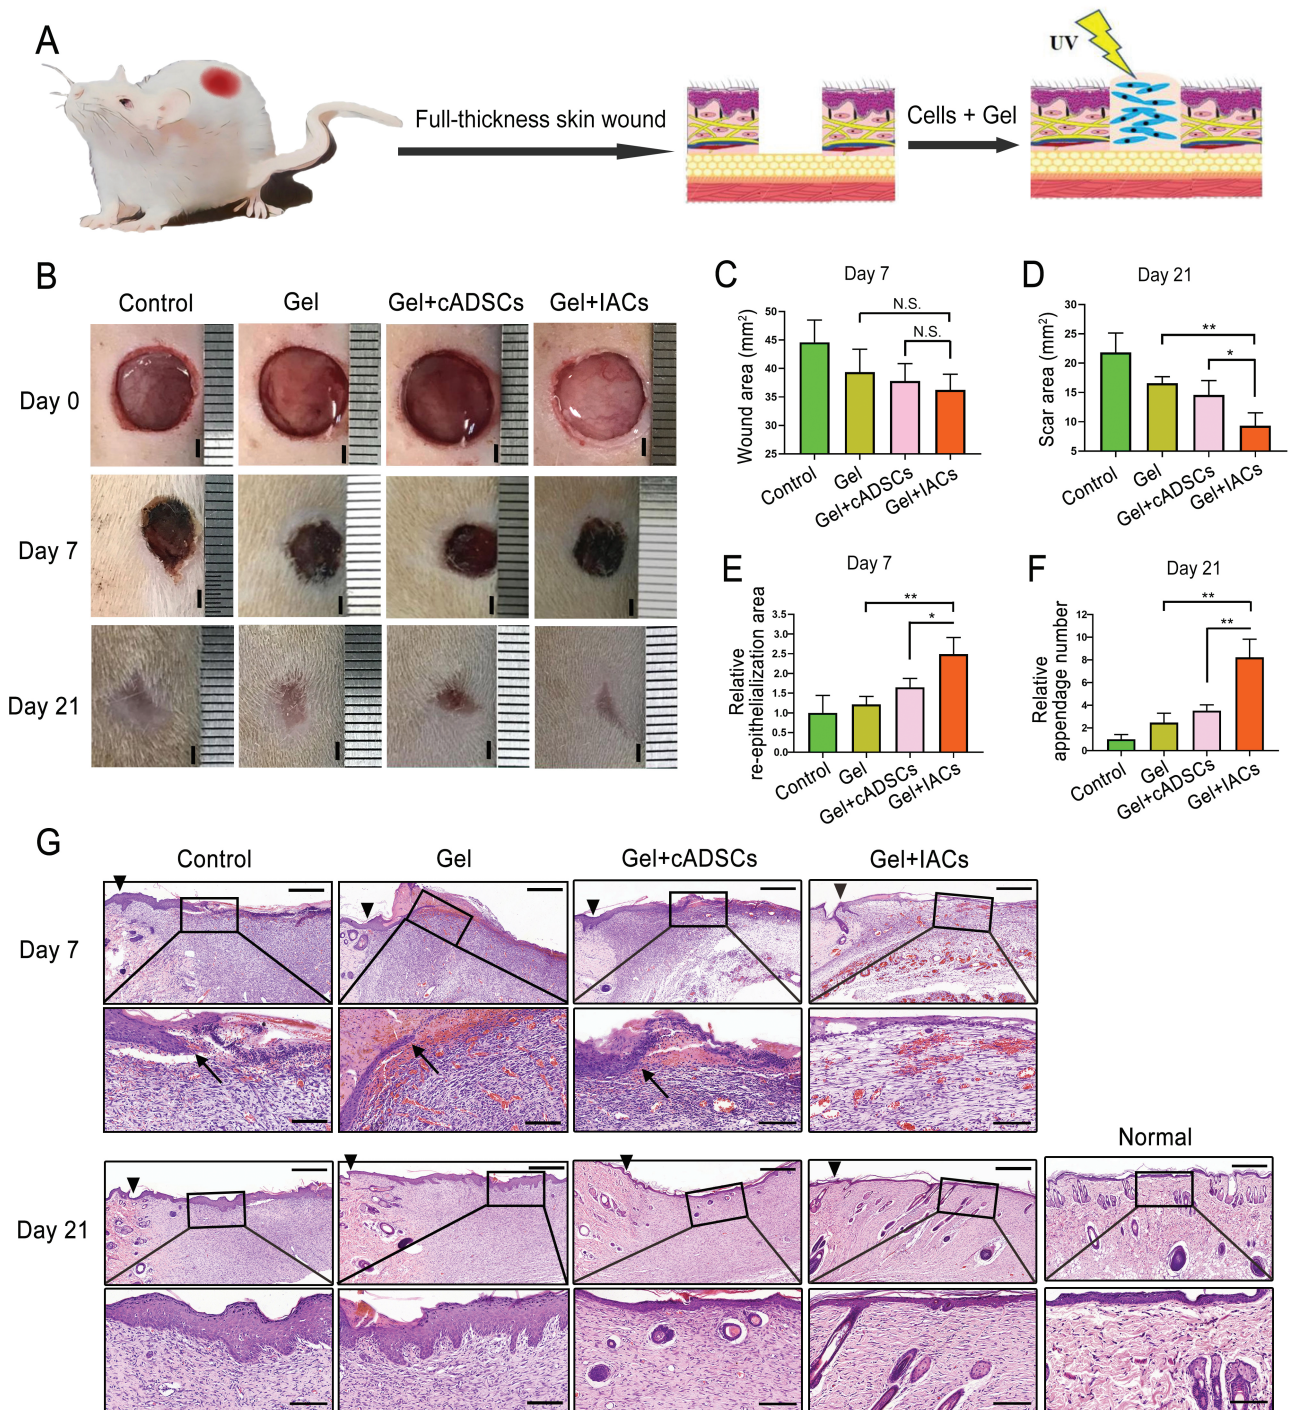 A
Full-thickness skin wound
Cells + Gel
UV
B
Control
Gel
Gel+cADSCs
Gel+IACs
Day 0
Day 7
Day 21
C
Day 7
Wound area (mm²)
50
45
40
35
30
25
N.S.
N.S.
Control
Gel
Gel+cADSCs
Gel+IACs
D
Day 21
Scar area (mm²)
30
25
20
15
10
5
**
*
Control
Gel
Gel+cADSCs
Gel+IACs
E
Day 7
Relative
re-epithelialization area
3.5
3.0
2.5
2.0
1.5
1.0
0.5
0.0
**
*
Control
Gel
Gel+cADSCs
Gel+IACs
F
Day 21
Relative
appendage number
12
10
8
6
4
2
0
**
**
Control
Gel
Gel+cADSCs
Gel+IACs
G
Control
Gel
Gel+cADSCs
Gel+IACs
Day 7
Normal
Day 21